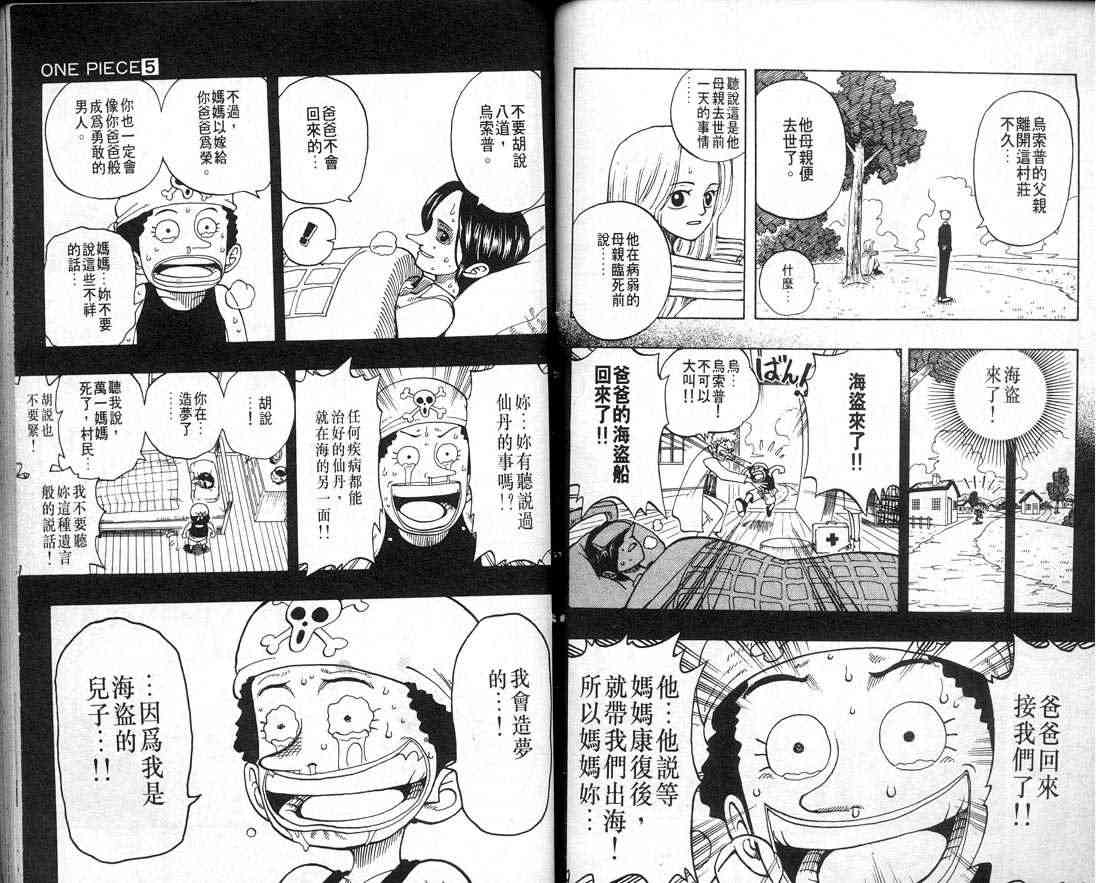 烏索普的父親
離開這村莊
不久…
他母親便
去世了。
什麼…
聽說這是他
母親去世前
一天的事情
……
他在病弱的
母親臨死前
說……
海盜
來了！
ばん！
海盜來了!!
烏…
烏索普！
不可以
大叫!!
爸爸的海盜船
回來了!!
爸爸回來
接我們了!!
他…他說等
媽媽康復後，
就帶我們出海！
所以媽媽妳…
ONE PIECE 5
不要胡說
八道，
烏索普。
爸爸不會
回來的…
!
不過，
媽媽以嫁給
你爸爸爲榮。
你也一定會
像你爸爸般
成爲勇敢的
男人。
媽媽…妳不要
說這些不祥
的話…
妳…妳有聽說過
仙丹的事嗎!?
任何疾病都能
治好的仙丹，
就在海的另一面!!
胡說
…！
你在…
造夢了
…
聽我說，
萬一媽媽
死了，村民…
胡說也
不要緊！
我不要聽
妳這種遺言
般的說話！
我會造夢
的…！
…因爲我是
海盜的
兒子…!!